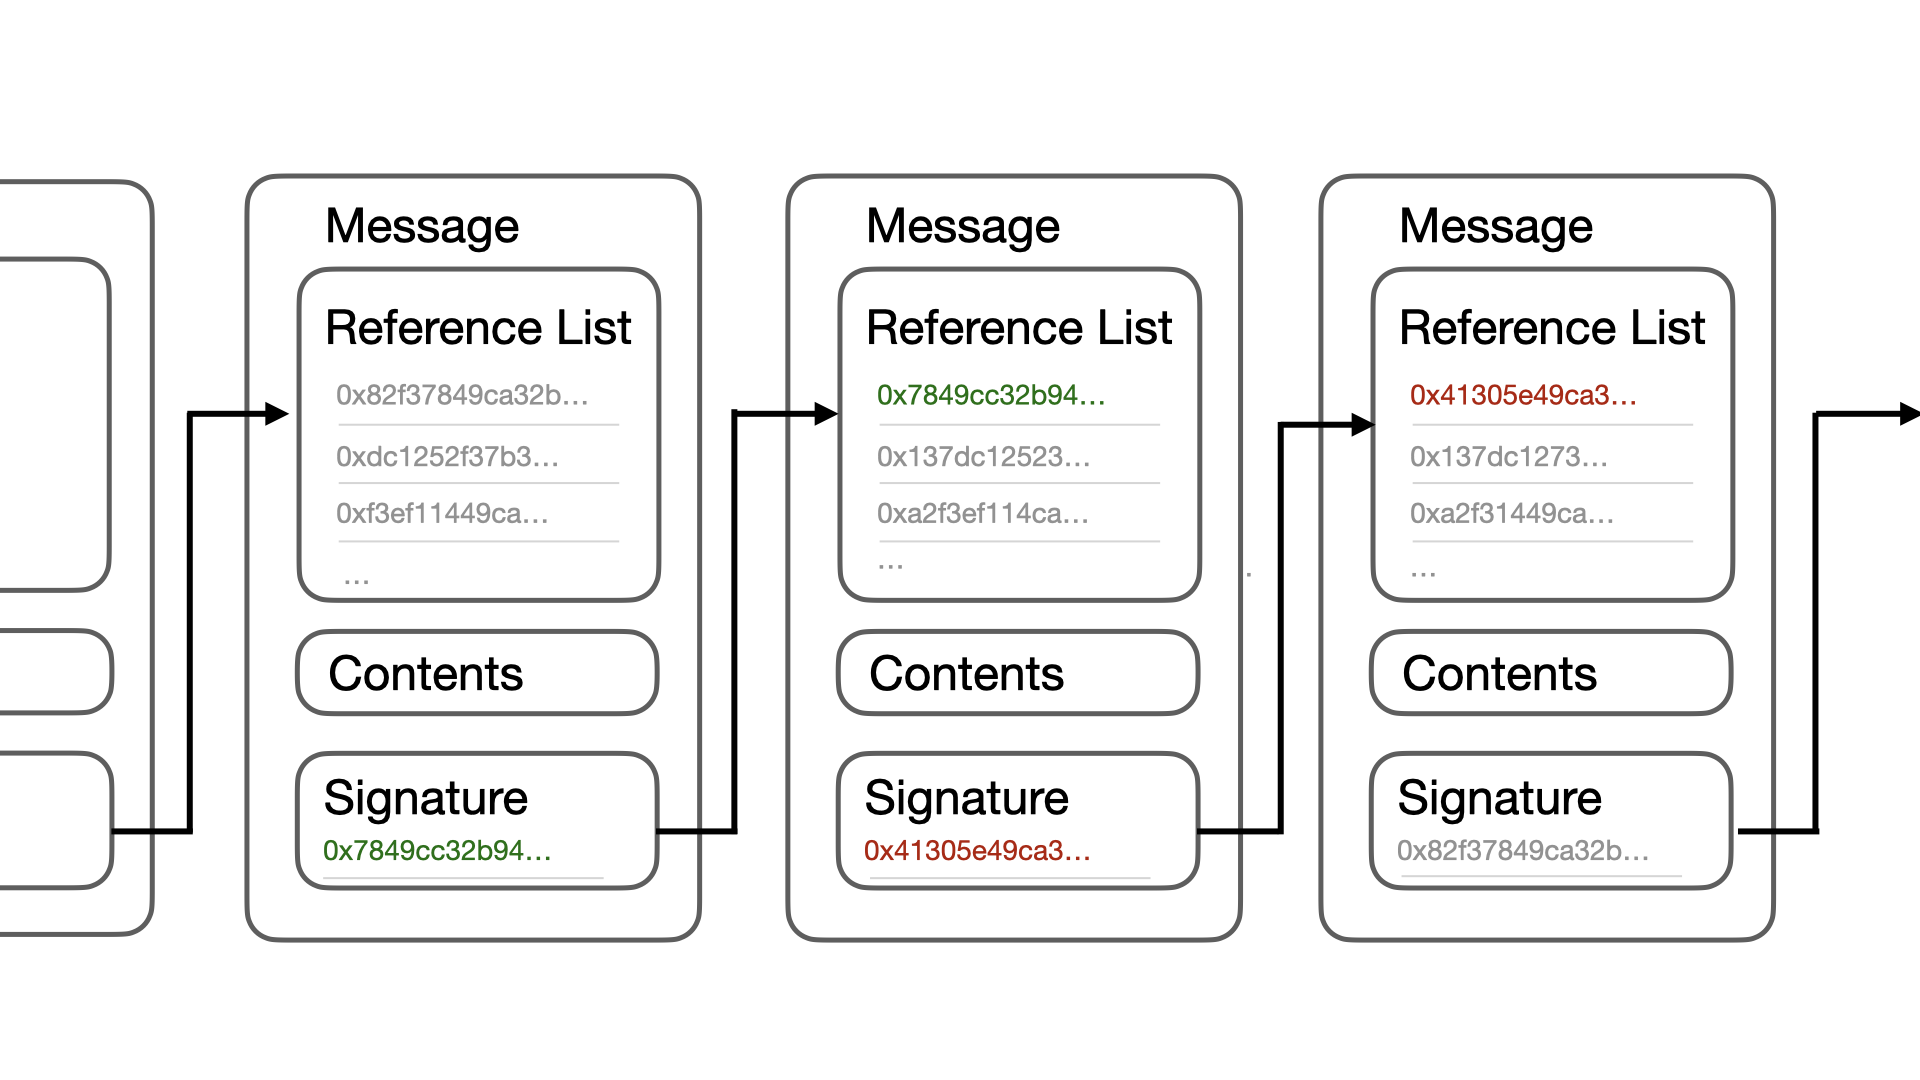 Message
Reference List
0x82f37849ca32b...
0xdc1252f37b3...
0xf3ef11449ca...
...
Contents
Signature
0x7849cc32b94...
Message
Reference List
0x7849cc32b94...
0x137dc12523...
0xa2f3ef114ca...
...
Contents
Signature
0x41305e49ca3...
.
Message
Reference List
0x41305e49ca3...
0x137dc1273...
0xa2f31449ca...
...
Contents
Signature
0x82f37849ca32b...